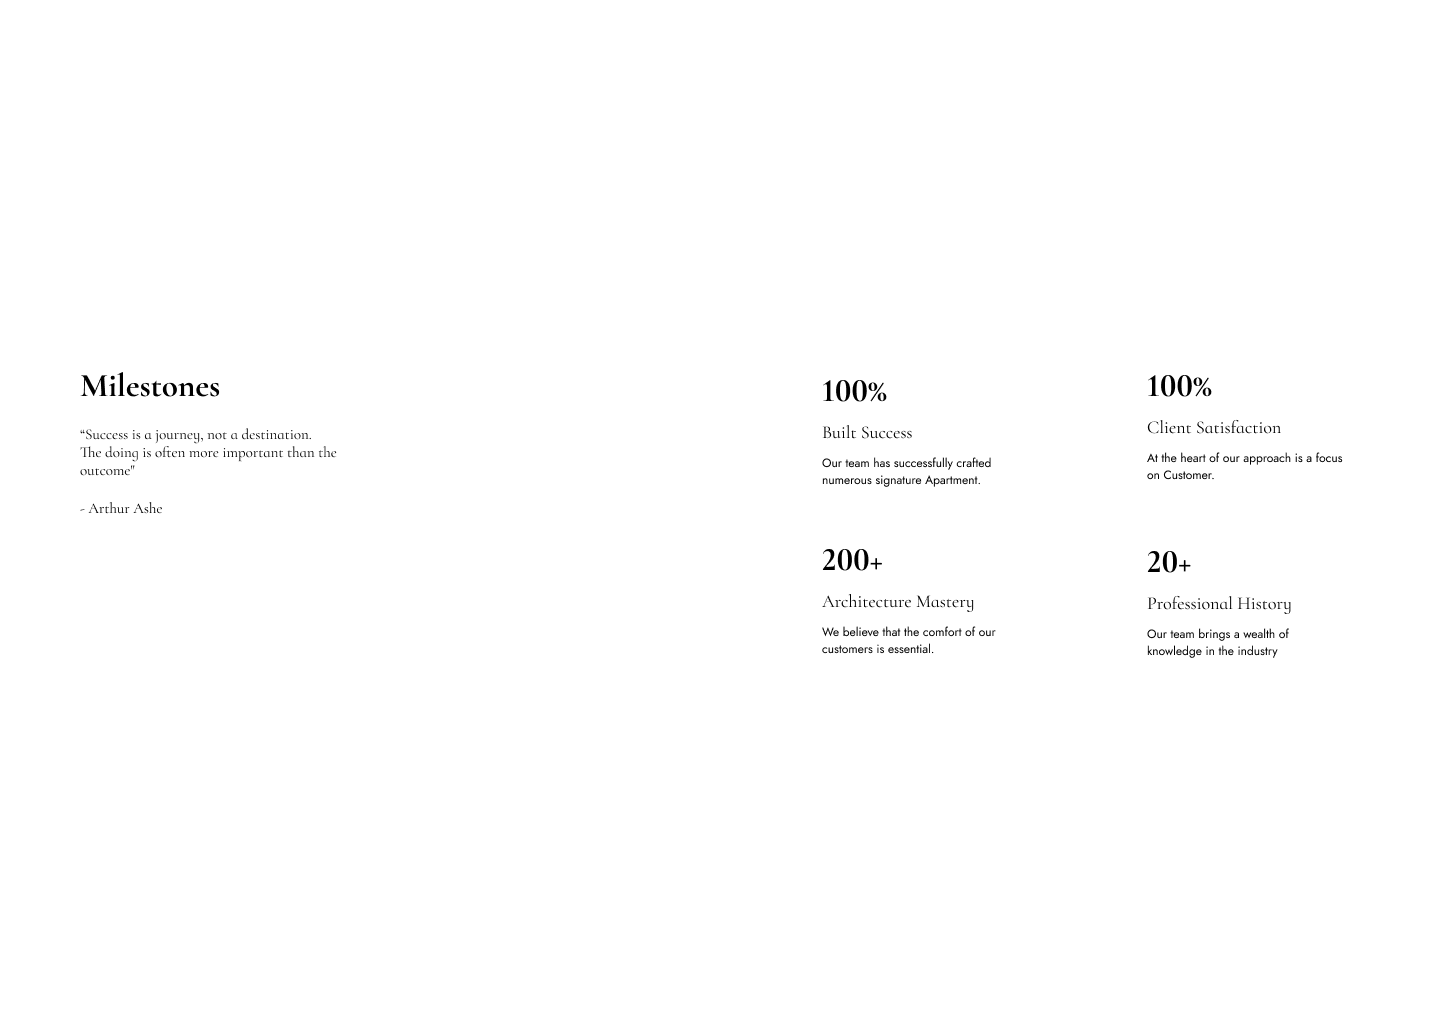 Milestones
“Success is a journey, not a destination.
The doing is often more important than the
outcome"
- Arthur Ashe
100%
Built Success
Our team has successfully crafted
numerous signature Apartment.
100%
Client Satisfaction
At the heart of our approach is a focus
on Customer.
200+
Architecture Mastery
We believe that the comfort of our
customers is essential.
20+
Professional History
Our team brings a wealth of
knowledge in the industry